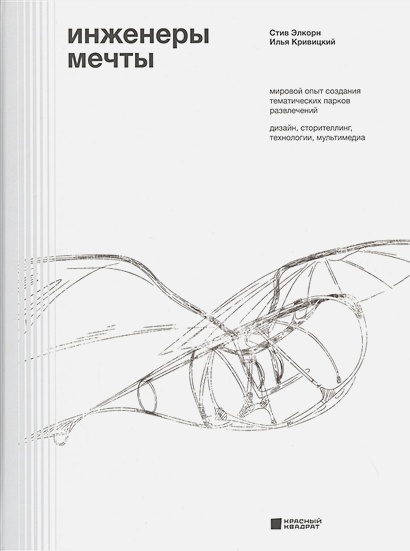 инженеры
мечты
Стив Элкорн
Илья Кривицкий
мировой опыт создания
тематических парков
развлечений
дизайн, сторителлинг,
технологии, мультимедиа
КРАСНЫЙ
КВАДРАТ